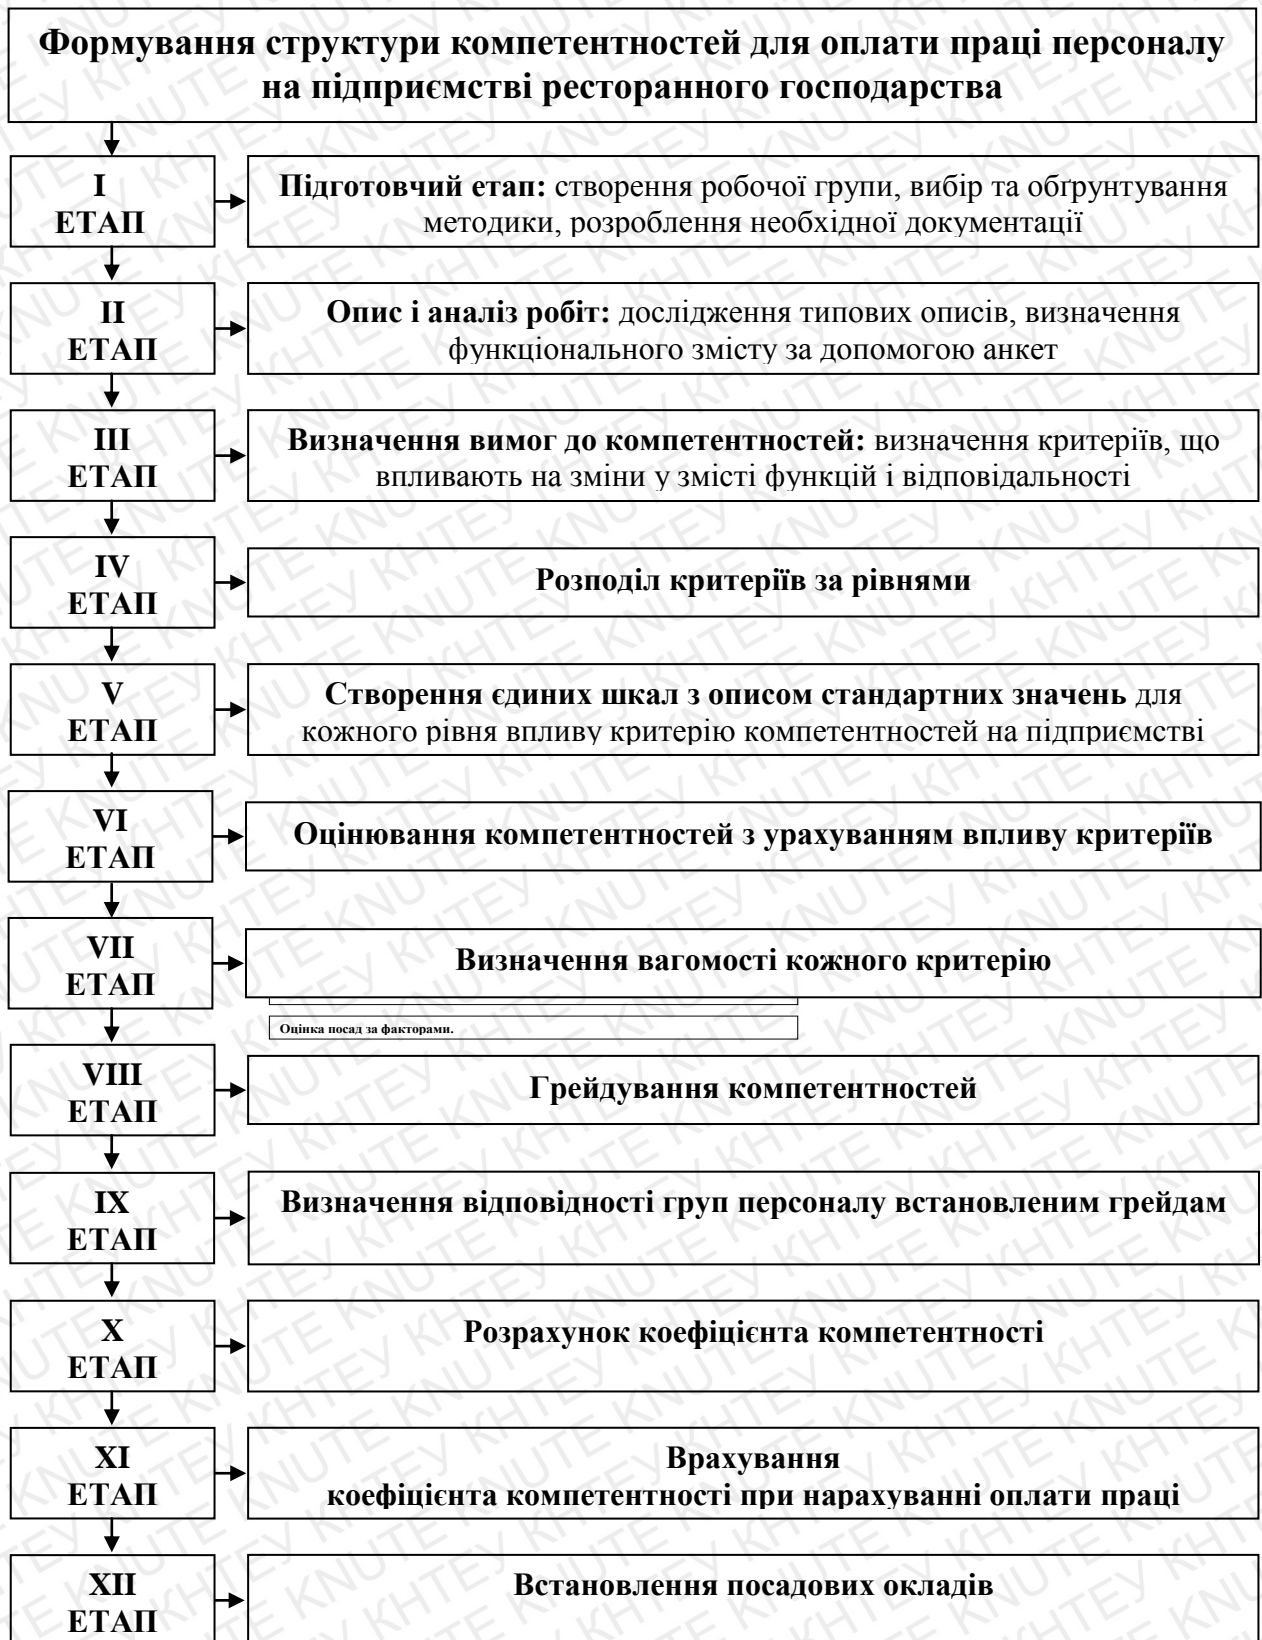 Формування структури компетентностей для оплати праці персоналу
на підприємстві ресторанного господарства
I
ЕТАП
Підготовчий етап: створення робочої групи, вибір та обґрунтування
методики, розроблення необхідної документації
II
ЕТАП
Опис і аналіз робіт: дослідження типових описів, визначення
функціонального змісту за допомогою анкет
III
ЕТАП
Визначення вимог до компетентностей: визначення критеріїв, що
впливають на зміни у змісті функцій і відповідальності
IV
ЕТАП
Розподіл критеріїв за рівнями
V
ЕТАП
Створення єдиних шкал з описом стандартних значень для
кожного рівня впливу критерію компетентностей на підприємстві
VI
ЕТАП
Оцінювання компетентностей з урахуванням впливу критеріїв
VII
ЕТАП
Визначення вагомості кожного критерію
Оцінка посад за факторами.
VIII
ЕТАП
Грейдування компетентностей
IX
ЕТАП
Визначення відповідності груп персоналу встановленим грейдам
X
ЕТАП
Розрахунок коефіцієнта компетентності
XI
ЕТАП
Врахування
коефіцієнта компетентності при нарахуванні оплати праці
XII
ЕТАП
Встановлення посадових окладів